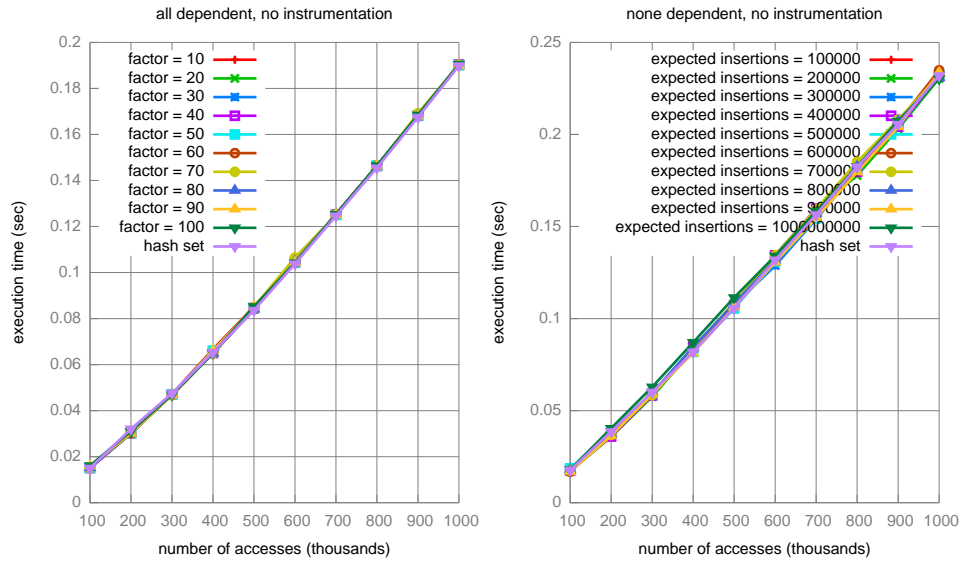 all dependent, no instrumentation
0.2
0.18
0.16
0.14
0.12
0.1
0.08
0.06
0.04
0.02
0
execution time (sec)
factor = 10
factor = 20
factor = 30
factor = 40
factor = 50
factor = 60
factor = 70
factor = 80
factor = 90
factor = 100
hash set
100 200 300 400 500 600 700 800 900 1000
number of accesses (thousands)
none dependent, no instrumentation
0.25
0.2
0.15
0.1
0.05
0
execution time (sec)
expected insertions = 100000
expected insertions = 200000
expected insertions = 300000
expected insertions = 400000
expected insertions = 500000
expected insertions = 600000
expected insertions = 700000
expected insertions = 800000
expected insertions = 900000
expected insertions = 1000000000
hash set
100 200 300 400 500 600 700 800 900 1000
number of accesses (thousands)